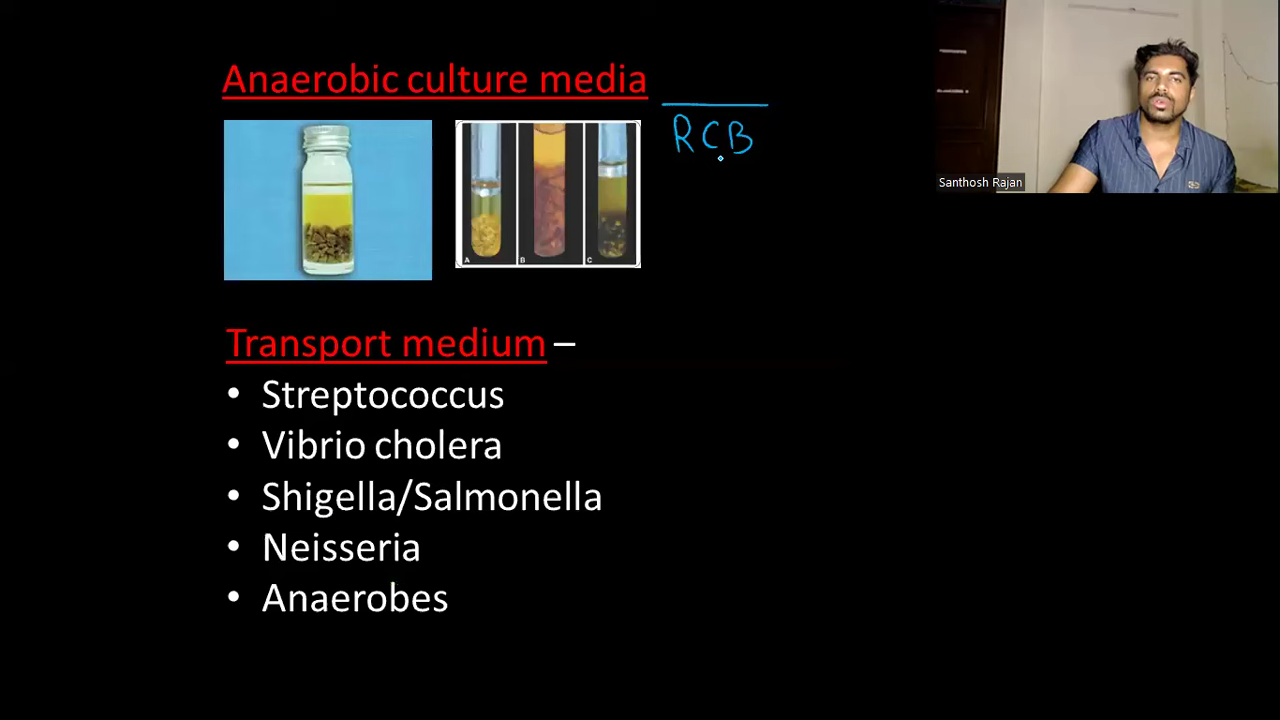 Anaerobic culture media
RCB
A B C
Santhosh Rajan
Transport medium –
• Streptococcus
• Vibrio cholera
• Shigella/Salmonella
• Neisseria
• Anaerobes